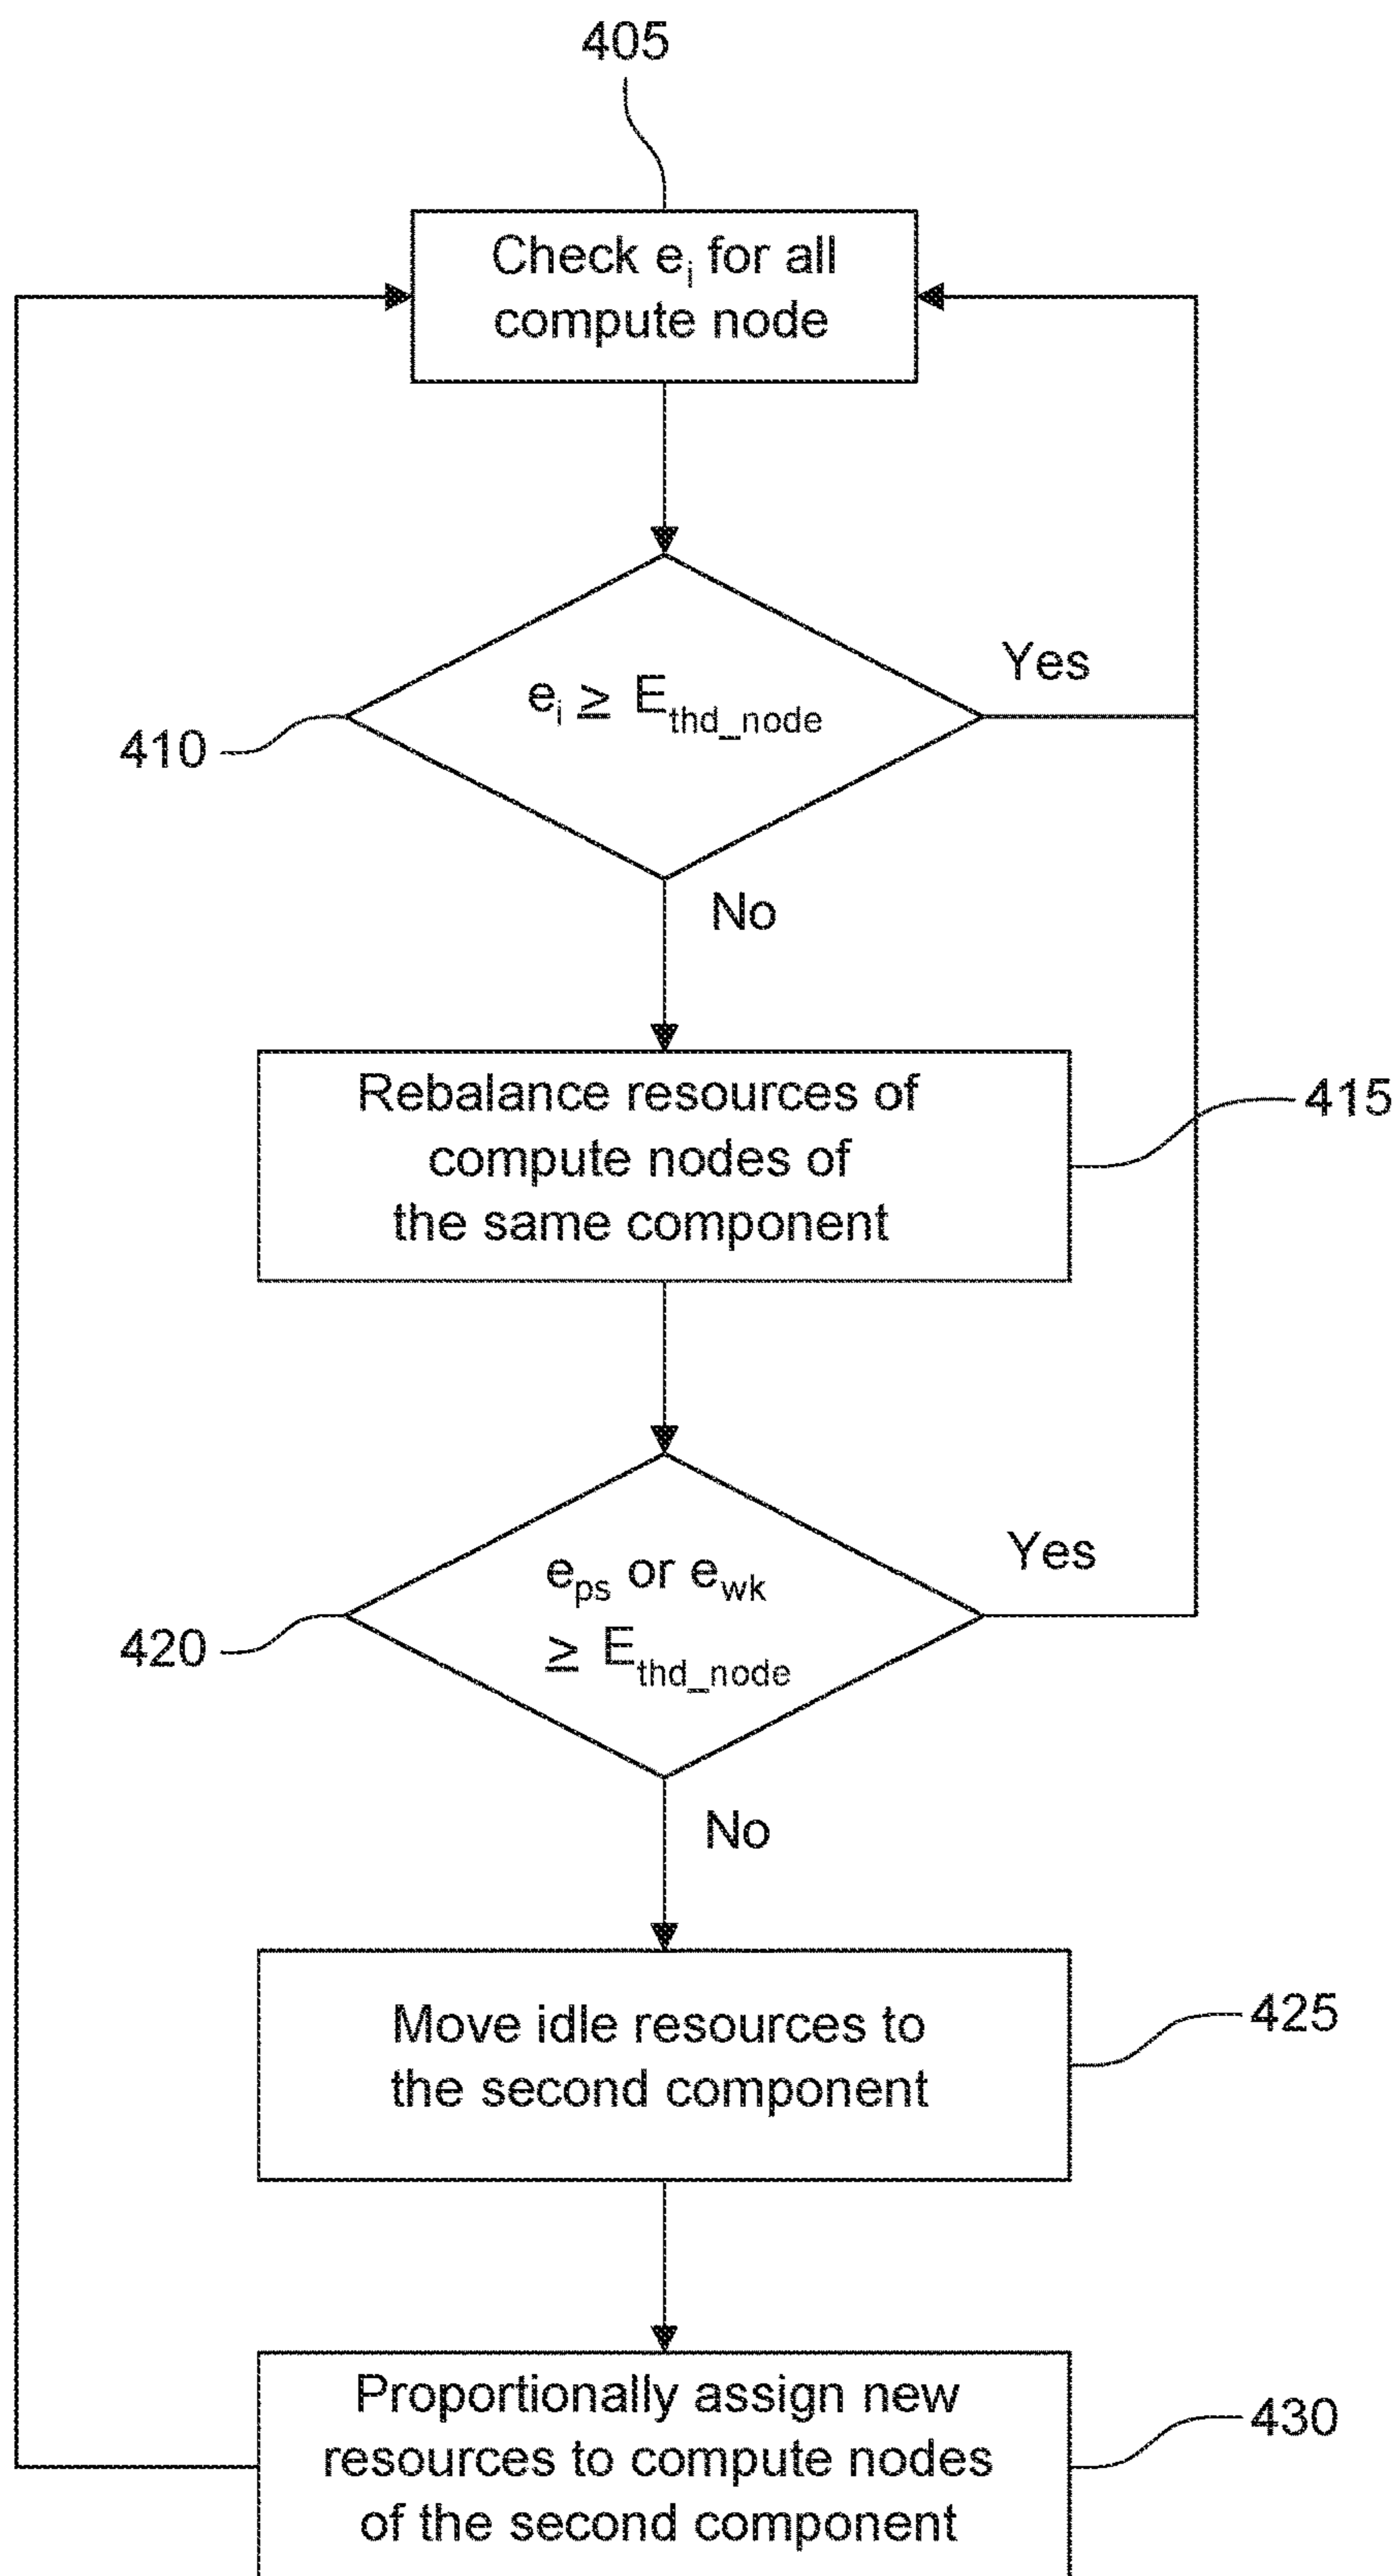 405
Check ei for all
compute node
ei ≥ Ethd_node
Yes
410
No
Rebalance resources of
compute nodes of
the same component
415
eps or ewk
≥ Ethd_node
Yes
420
No
Move idle resources to
the second component
425
Proportionally assign new
resources to compute nodes
of the second component
430